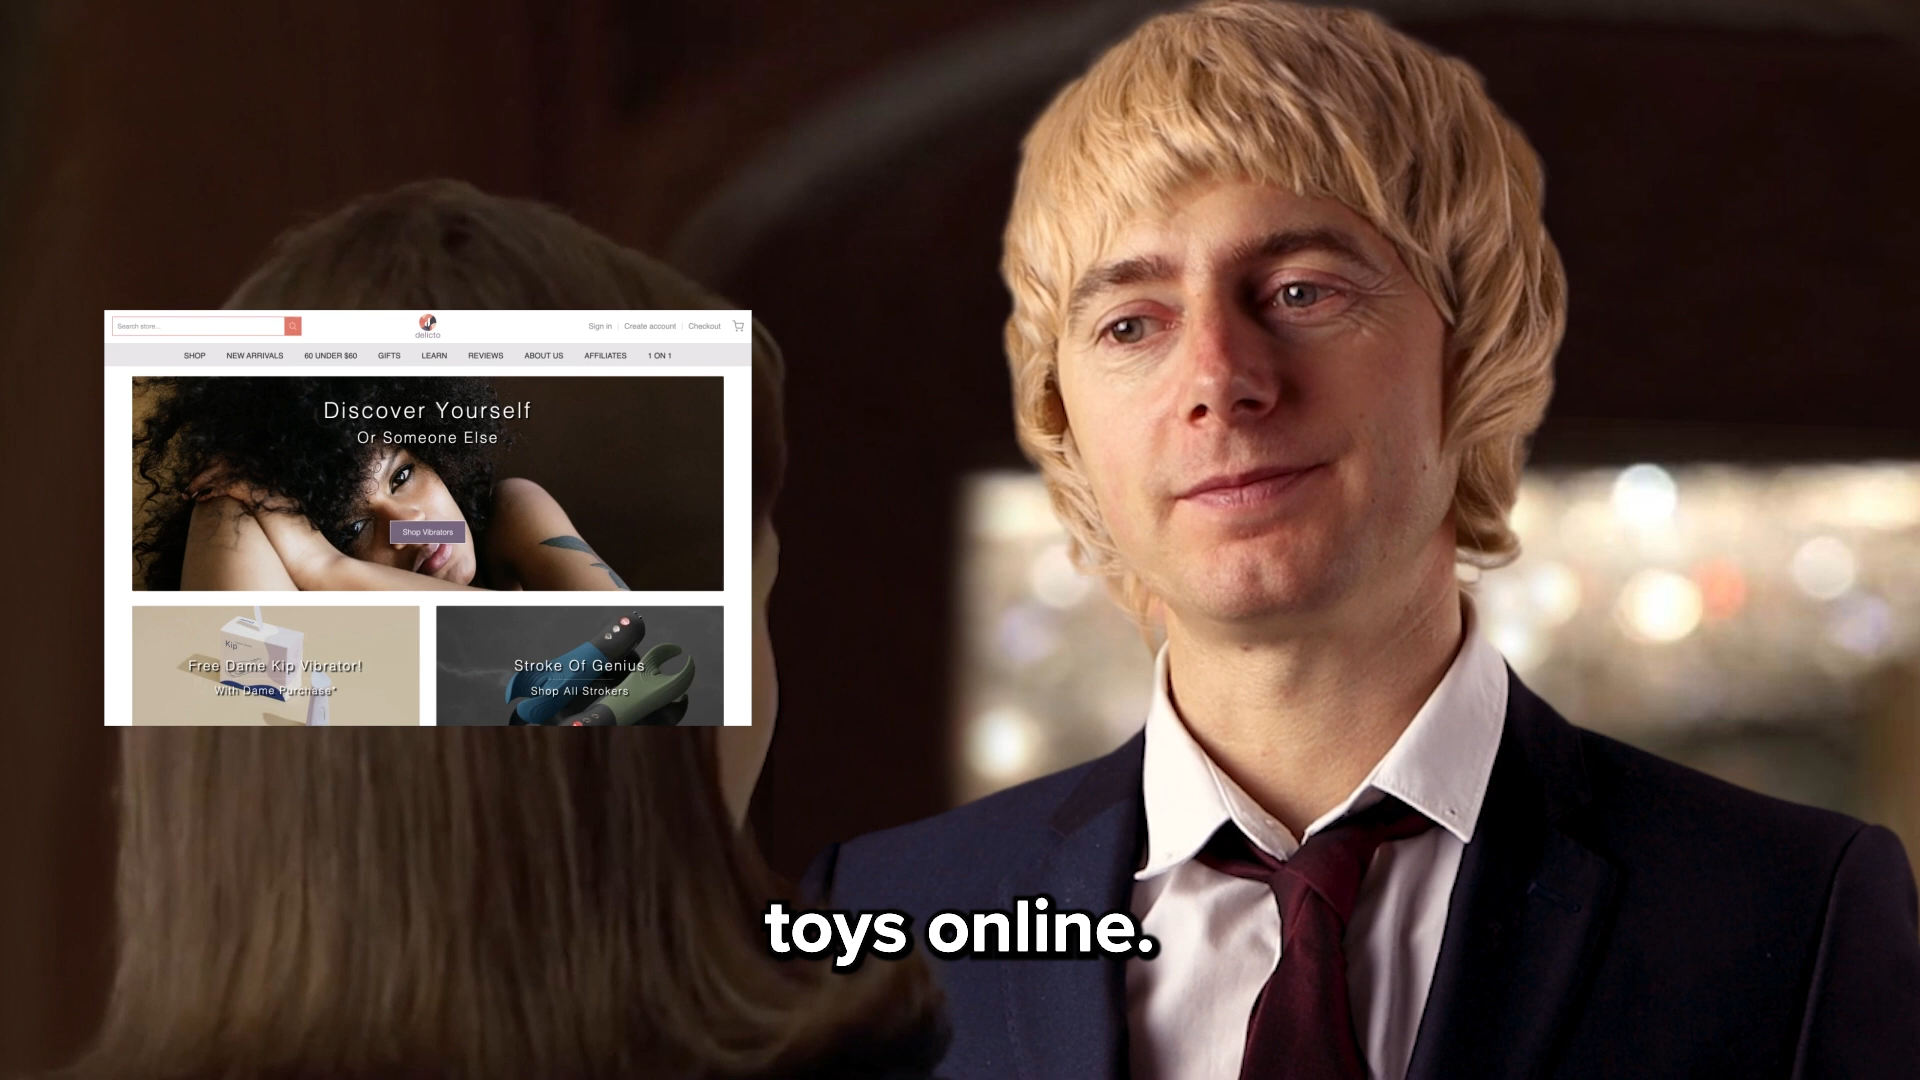 Search store...
delicto
Sign in | Create account | Checkout
SHOP NEW ARRIVALS 60 UNDER $60 GIFTS LEARN REVIEWS ABOUT US AFFILIATES 1 ON 1
Discover Yourself
Or Someone Else
Shop Vibrators
Kip
Free Dame Kip Vibrator!
With Dame Purchase*
Stroke Of Genius
Shop All Strokers
toys online.